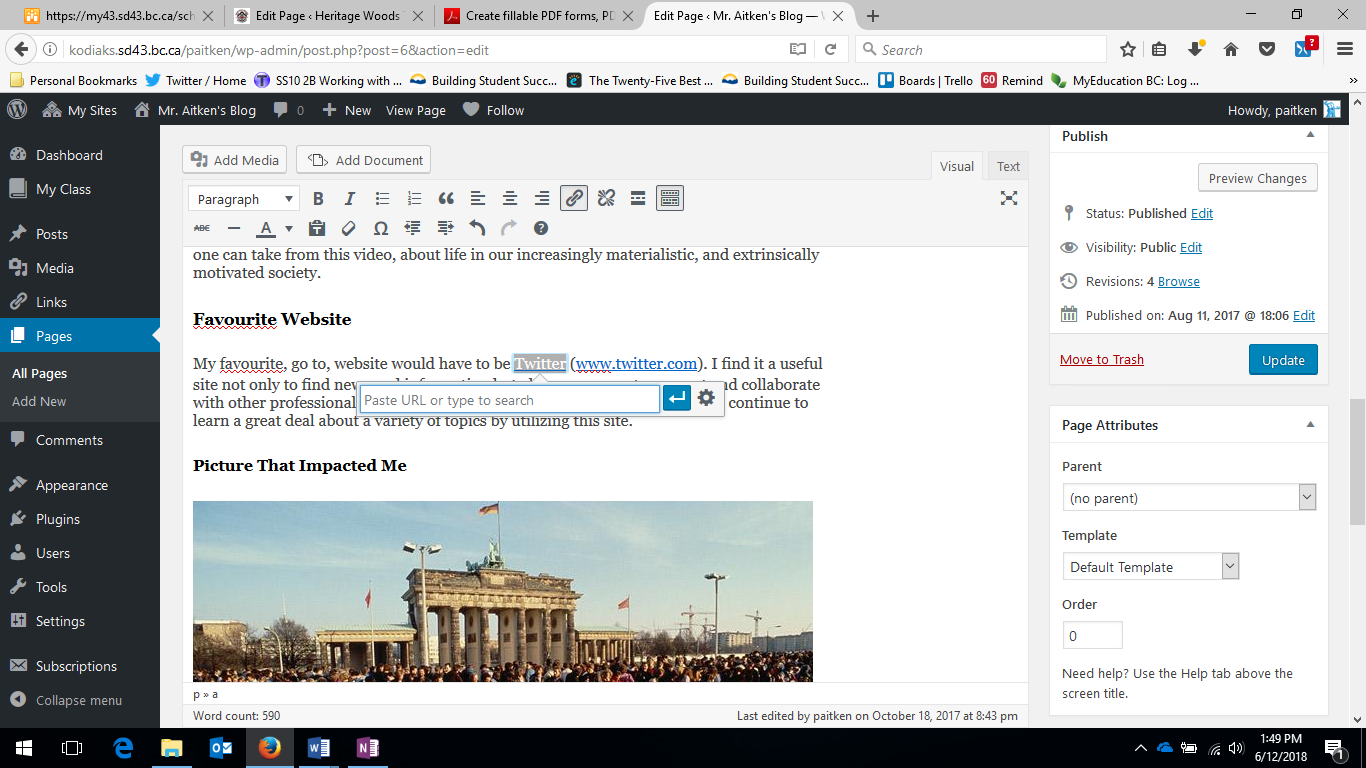 https://my43.sd43.bc.ca/sch
Edit Page ‹ Heritage Woods
Create fillable PDF forms, PD
Edit Page ‹ Mr. Aitken's Blog —
kodiaks.sd43.bc.ca/paitken/wp-admin/post.php?post=6&action=edit
Search
Personal Bookmarks
Twitter / Home
SS10 2B Working with ...
Building Student Succ...
The Twenty-Five Best ...
Building Student Succ...
Boards | Trello
60 Remind
MyEducation BC: Log ...
My Sites
Mr. Aitken's Blog
0
New
View Page
Follow
Howdy, paitken
Dashboard
My Class
Posts
Media
Links
Pages
All Pages
Add New
Comments
Appearance
Plugins
Users
Tools
Settings
Subscriptions
Collapse menu
Add Media
Add Document
Visual
Text
Paragraph
B I
ABC
A
one can take from this video, about life in our increasingly materialistic, and extrinsically
motivated society.
Favourite Website
My favourite, go to, website would have to be Twitter (www.twitter.com). I find it a useful
site not only to find new
nd collaborate
Paste URL or type to search
with other professional
continue to
learn a great deal about a variety of topics by utilizing this site.
Picture That Impacted Me
p » a
Word count: 590
Last edited by paitken on October 18, 2017 at 8:43 pm
Publish
Preview Changes
Status: Published Edit
Visibility: Public Edit
Revisions: 4 Browse
Published on: Aug 11, 2017 @ 18:06 Edit
Move to Trash
Update
Page Attributes
Parent
(no parent)
Template
Default Template
Order
0
Need help? Use the Help tab above the
screen title.
1:49 PM
6/12/2018
1